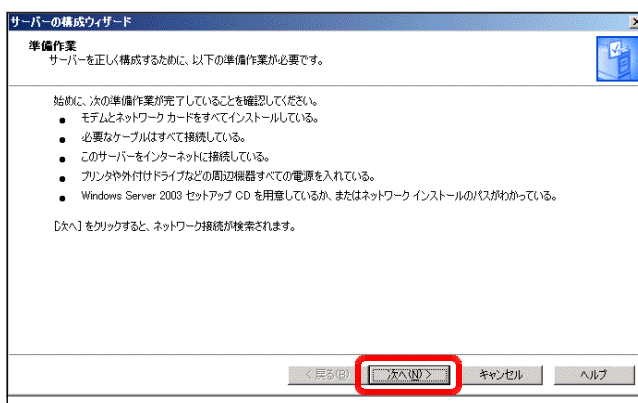 サーバーの構成ウィザード
準備作業
サーバーを正しく構成するために、以下の準備作業が必要です。
始めに、次の準備作業が完了していることを確認してください。
● モデムとネットワーク カードをすべてインストールしている。
● 必要なケーブルはすべて接続している。
● このサーバーをインターネットに接続している。
● プリンタや外付けドライブなどの周辺機器すべての電源を入れている。
● Windows Server 2003 セットアップ CD を用意しているか、またはネットワーク インストールのパスがわかっている。
[次へ] をクリックすると、ネットワーク接続が検索されます。
< 戻る(B) 次へ(N) > キャンセル ヘルプ